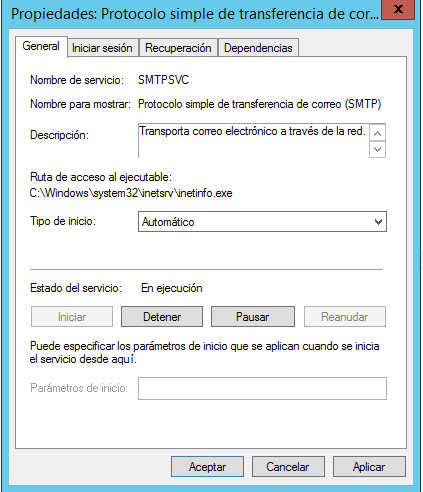 Propiedades: Protocolo simple de transferencia de cor...
x
General
Iniciar sesión
Recuperación
Dependencias
Nombre de servicio: SMTPSVC
Nombre para mostrar: Protocolo simple de transferencia de correo (SMTP)
Descripción: Transporta correo electrónico a través de la red.
Ruta de acceso al ejecutable:
C:\Windows\system32\inetsrv\inetinfo.exe
Tipo de inicio: Automático
Estado del servicio: En ejecución
Iniciar
Detener
Pausar
Reanudar
Puede especificar los parámetros de inicio que se aplican cuando se inicia
el servicio desde aquí.
Parámetros de inicio:
Aceptar
Cancelar
Aplicar